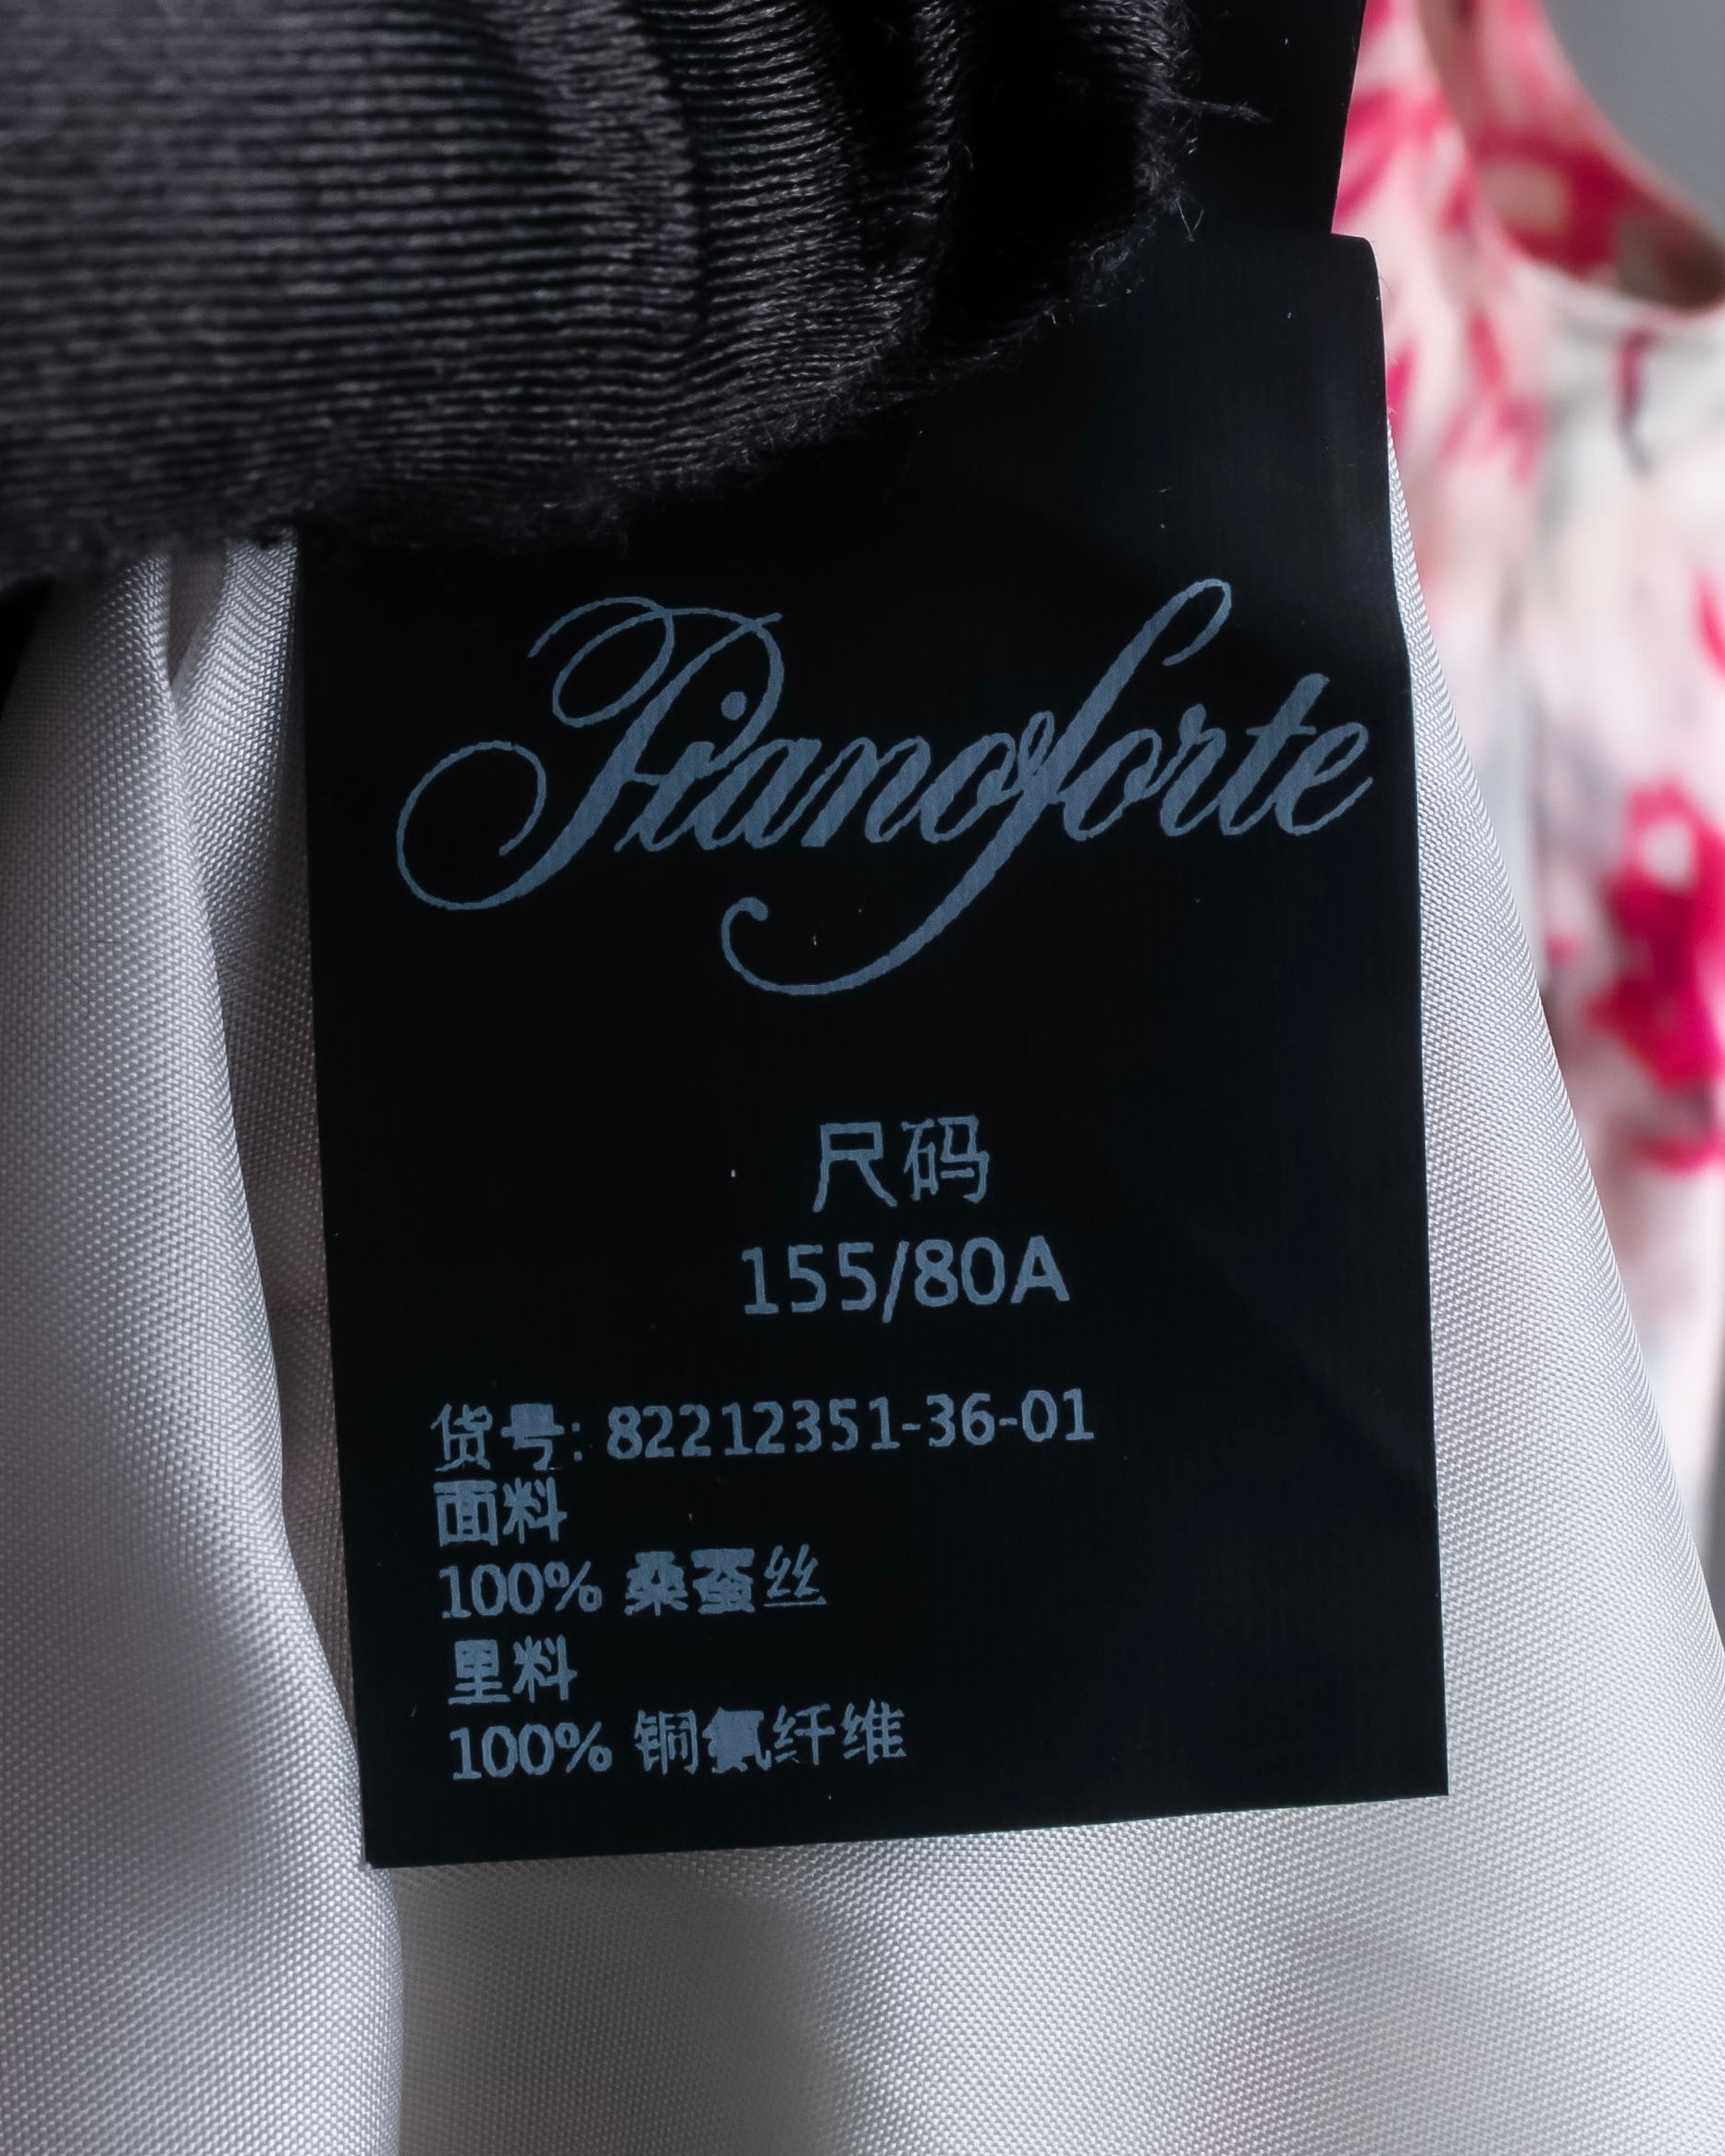 Pianoforte
尺码
155/80A
货号: 82212351-36-01
面料
100% 桑蚕丝
里料
100% 铜氨纤维